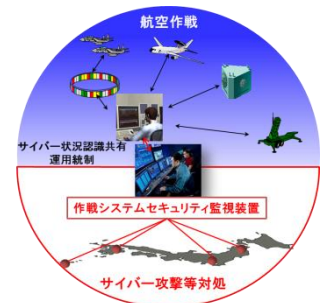 航空作戦
サイバー状況認識共有
運用統制
作戦システムセキュリティ監視装置
サイバー攻撃等対処